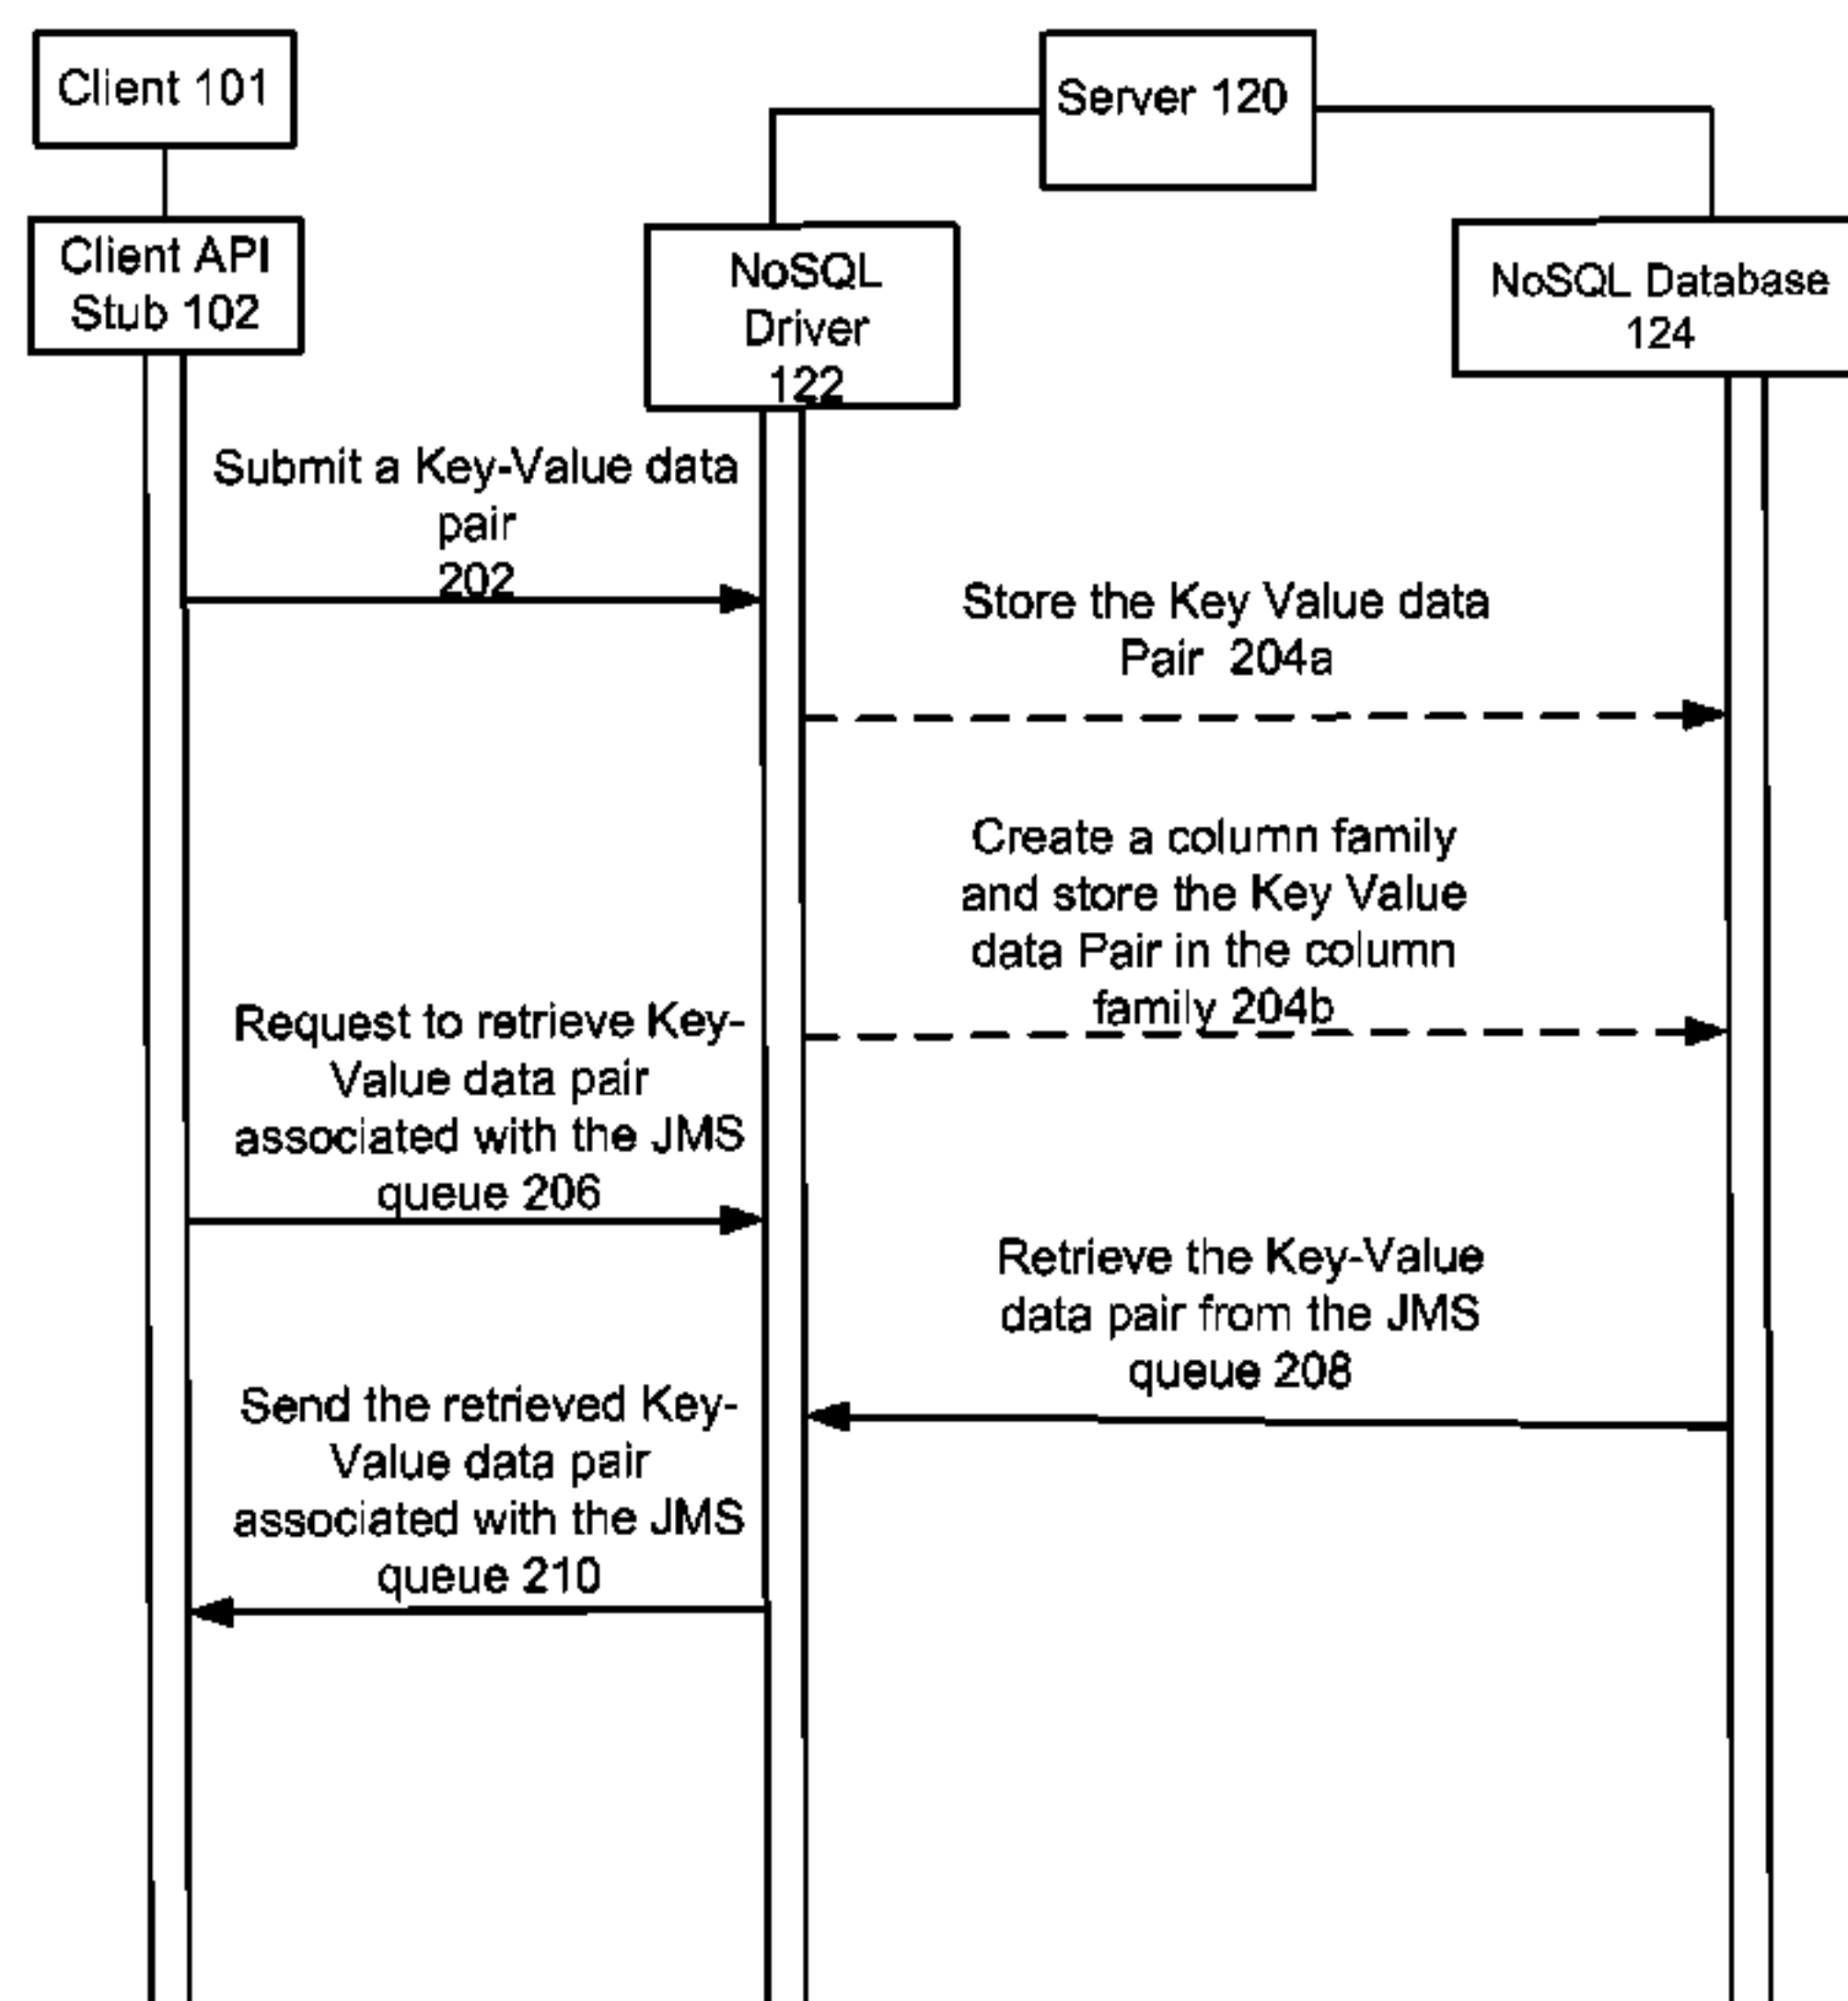 Client 101
Server 120
Client API
Stub 102
NoSQL
Driver
122
NoSQL Database
124
Submit a Key-Value data
pair
202
Store the Key Value data
Pair 204a
Create a column family
and store the Key Value
data Pair in the column
family 204b
Request to retrieve Key-
Value data pair
associated with the JMS
queue 206
Retrieve the Key-Value
data pair from the JMS
queue 208
Send the retrieved Key-
Value data pair
associated with the JMS
queue 210